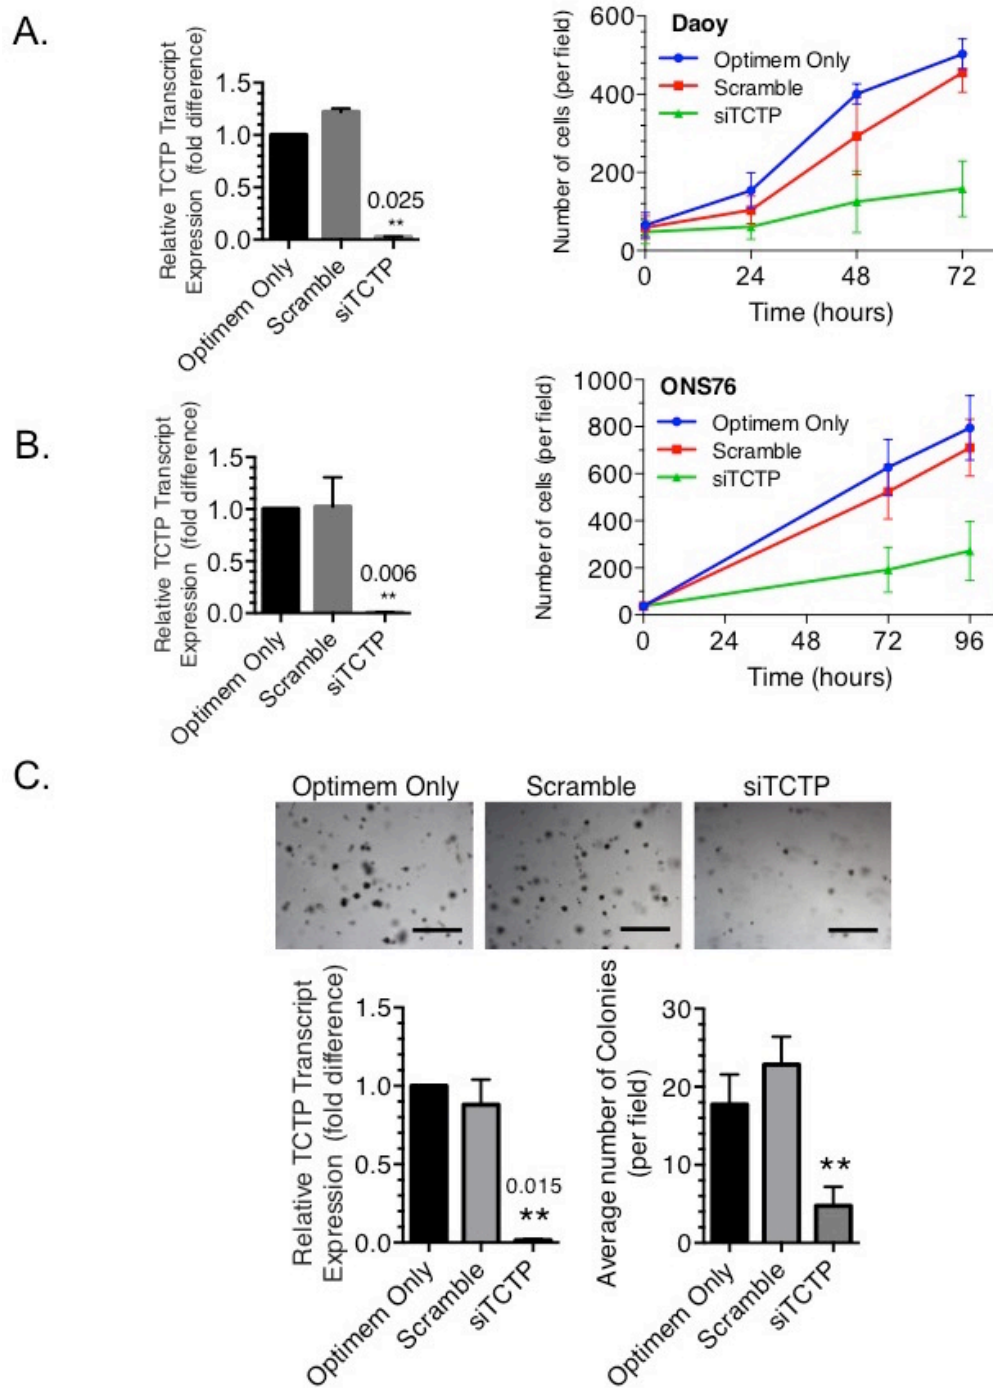 A.
Relative TCTP Transcript
Expression (fold difference)
1.5
1.0
0.5
0.0
0.025
**
Optimem Only
Scramble
siTCTP
Number of cells (per field)
600
400
200
0
Daoy
Optimem Only
Scramble
siTCTP
0 24 48 72
Time (hours)
B.
Relative TCTP Transcript
Expression (fold difference)
1.5
1.0
0.5
0.0
0.006
**
Optimem Only
Scramble
siTCTP
Number of cells (per field)
1000
800
600
400
200
0
ONS76
Optimem Only
Scramble
siTCTP
0 24 48 72 96
Time (hours)
C.
Optimem Only Scramble siTCTP
Relative TCTP Transcript
Expression (fold difference)
1.5
1.0
0.5
0.0
0.015
**
Optimem Only
Scramble
siTCTP
Average number of Colonies
(per field)
30
20
10
0
**
Optimem Only
Scramble
siTCTP